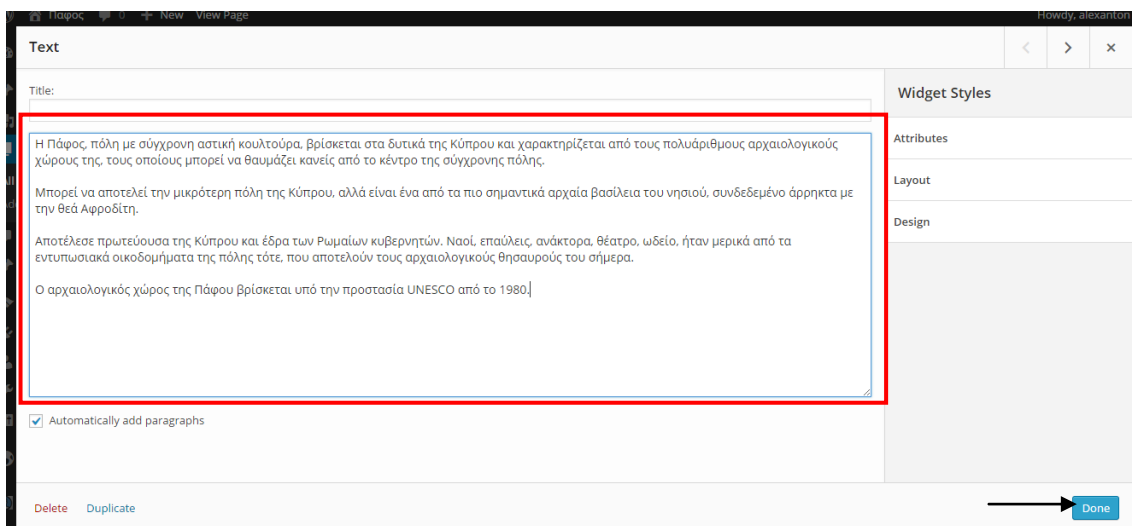 Πάφος 0 New View Page Howdy, alexanton
Text
Title:
Widget Styles
Η Πάφος, πόλη με σύγχρονη αστική κουλτούρα, βρίσκεται στα δυτικά της Κύπρου και χαρακτηρίζεται από τους πολυάριθμους αρχαιολογικούς
χώρους της, τους οποίους μπορεί να θαυμάζει κανείς από το κέντρο της σύγχρονης πόλης.
Μπορεί να αποτελεί την μικρότερη πόλη της Κύπρου, αλλά είναι ένα από τα πιο σημαντικά αρχαία βασίλεια του νησιού, συνδεδεμένο άρρηκτα με
την θεά Αφροδίτη.
Αποτέλεσε πρωτεύουσα της Κύπρου και έδρα των Ρωμαίων κυβερνητών. Ναοί, επαύλεις, ανάκτορα, θέατρο, ωδείο, ήταν μερικά από τα
εντυπωσιακά οικοδομήματα της πόλης τότε, που αποτελούν τους αρχαιολογικούς θησαυρούς του σήμερα.
Ο αρχαιολογικός χώρος της Πάφου βρίσκεται υπό την προστασία UNESCO από το 1980.
Attributes
Layout
Design
Automatically add paragraphs
Delete Duplicate
Done